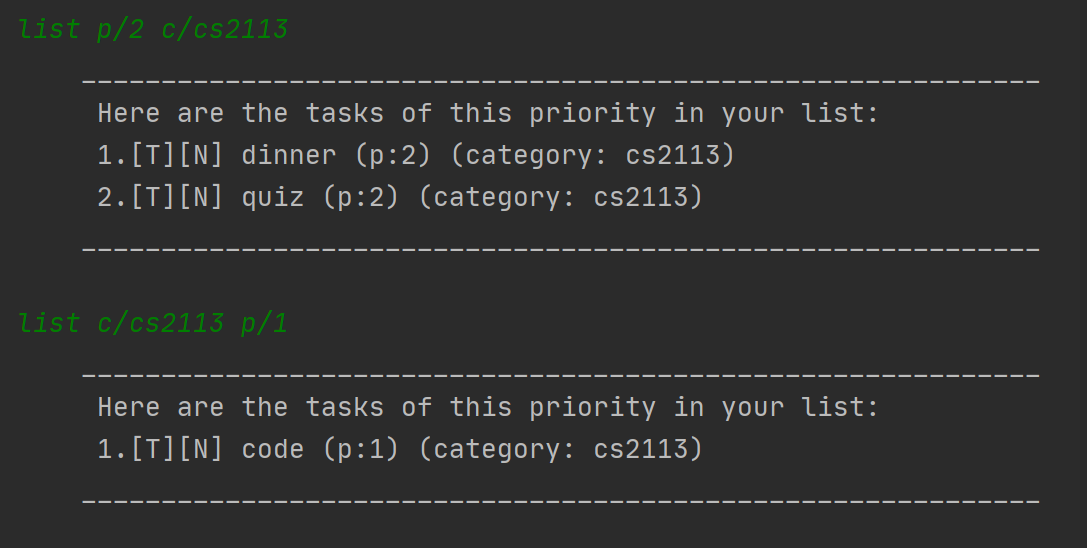 list p/2 c/cs2113
____________________________________________________________
Here are the tasks of this priority in your list:
1.[T][N] dinner (p:2) (category: cs2113)
2.[T][N] quiz (p:2) (category: cs2113)
____________________________________________________________
list c/cs2113 p/1
____________________________________________________________
Here are the tasks of this priority in your list:
1.[T][N] code (p:1) (category: cs2113)
____________________________________________________________